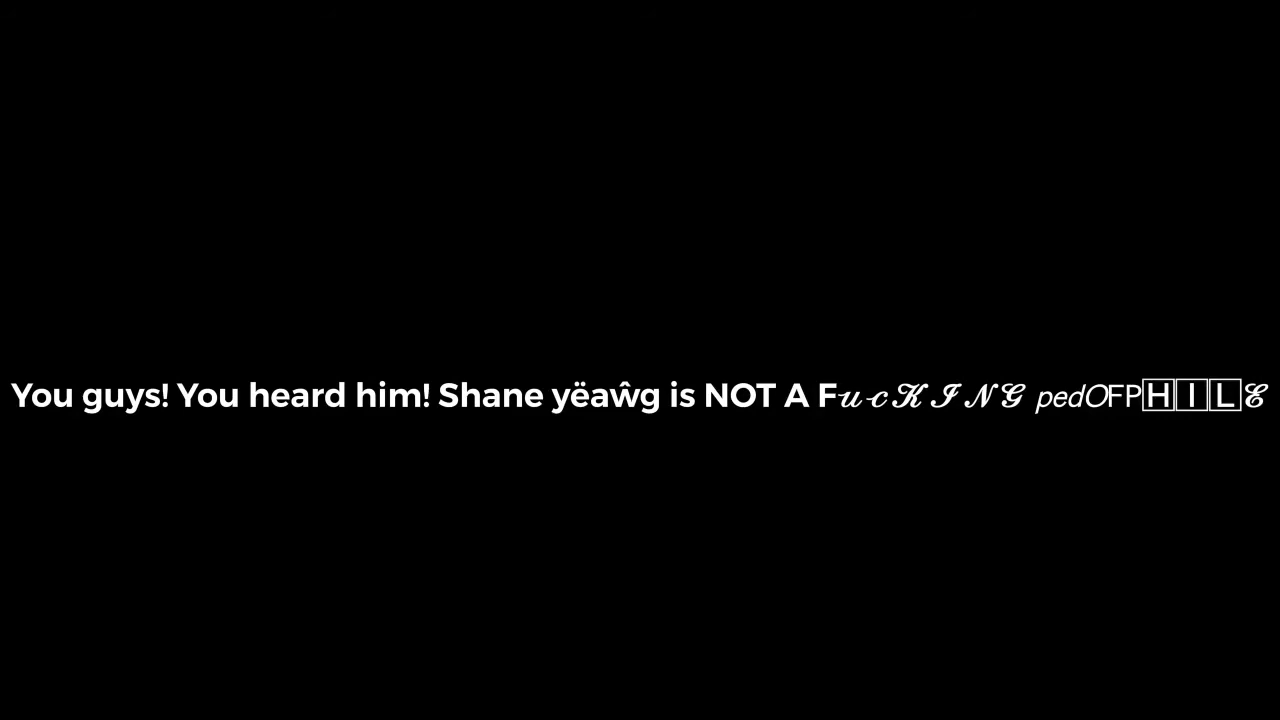 You guys! You heard him! Shane yëaŵg is NOT A F𝓊𝒸𝒦ℐ𝒩𝒢 𝘱𝘦𝘥𝘖FP🄷🄸🄻ℰ